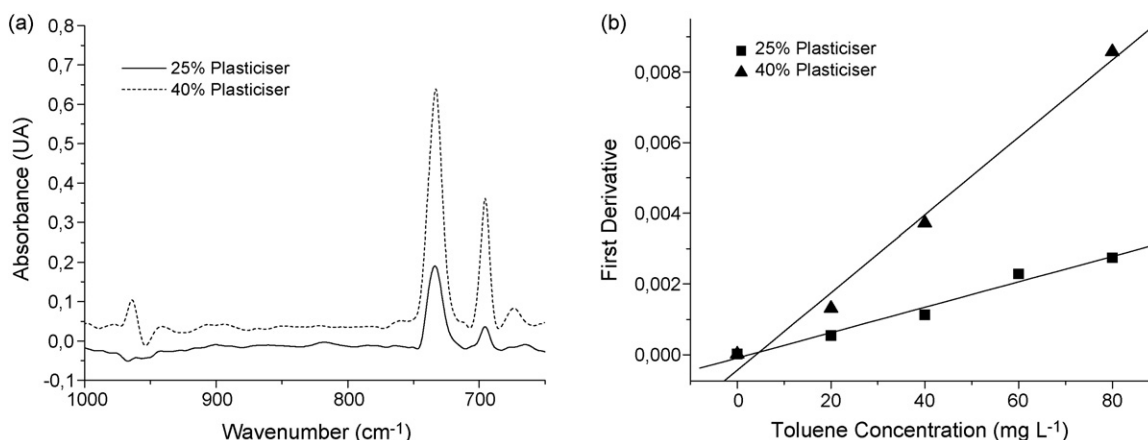 (a)
0,8
0,7
0,6
0,5
0,4
0,3
0,2
0,1
0,0
-0,1
Absorbance (UA)
25% Plasticiser
40% Plasticiser
1000 900 800 700
Wavenumber (cm-1)
(b)
0,008
0,006
0,004
0,002
0,000
First Derivative
25% Plasticiser
40% Plasticiser
0 20 40 60 80
Toluene Concentration (mg L-1)